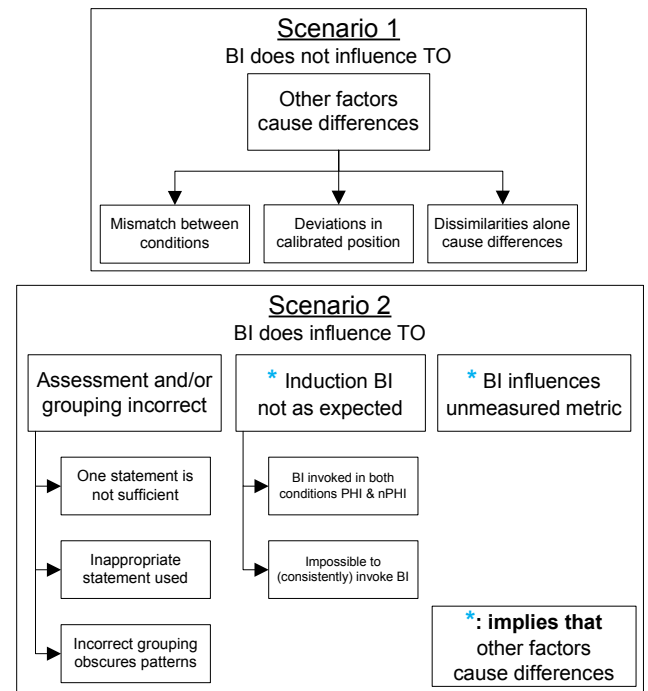 Scenario 1
BI does not influence TO
Other factors
cause differences
Mismatch between
conditions
Deviations in
calibrated position
Dissimilarities alone
cause differences
Scenario 2
BI does influence TO
Assessment and/or
grouping incorrect
One statement is
not sufficient
Inappropriate
statement used
Incorrect grouping
obscures patterns
* Induction BI
not as expected
BI invoked in both
conditions PHI & nPHI
Impossible to
(consistently) invoke BI
* BI influences
unmeasured metric
*: implies that
other factors
cause differences